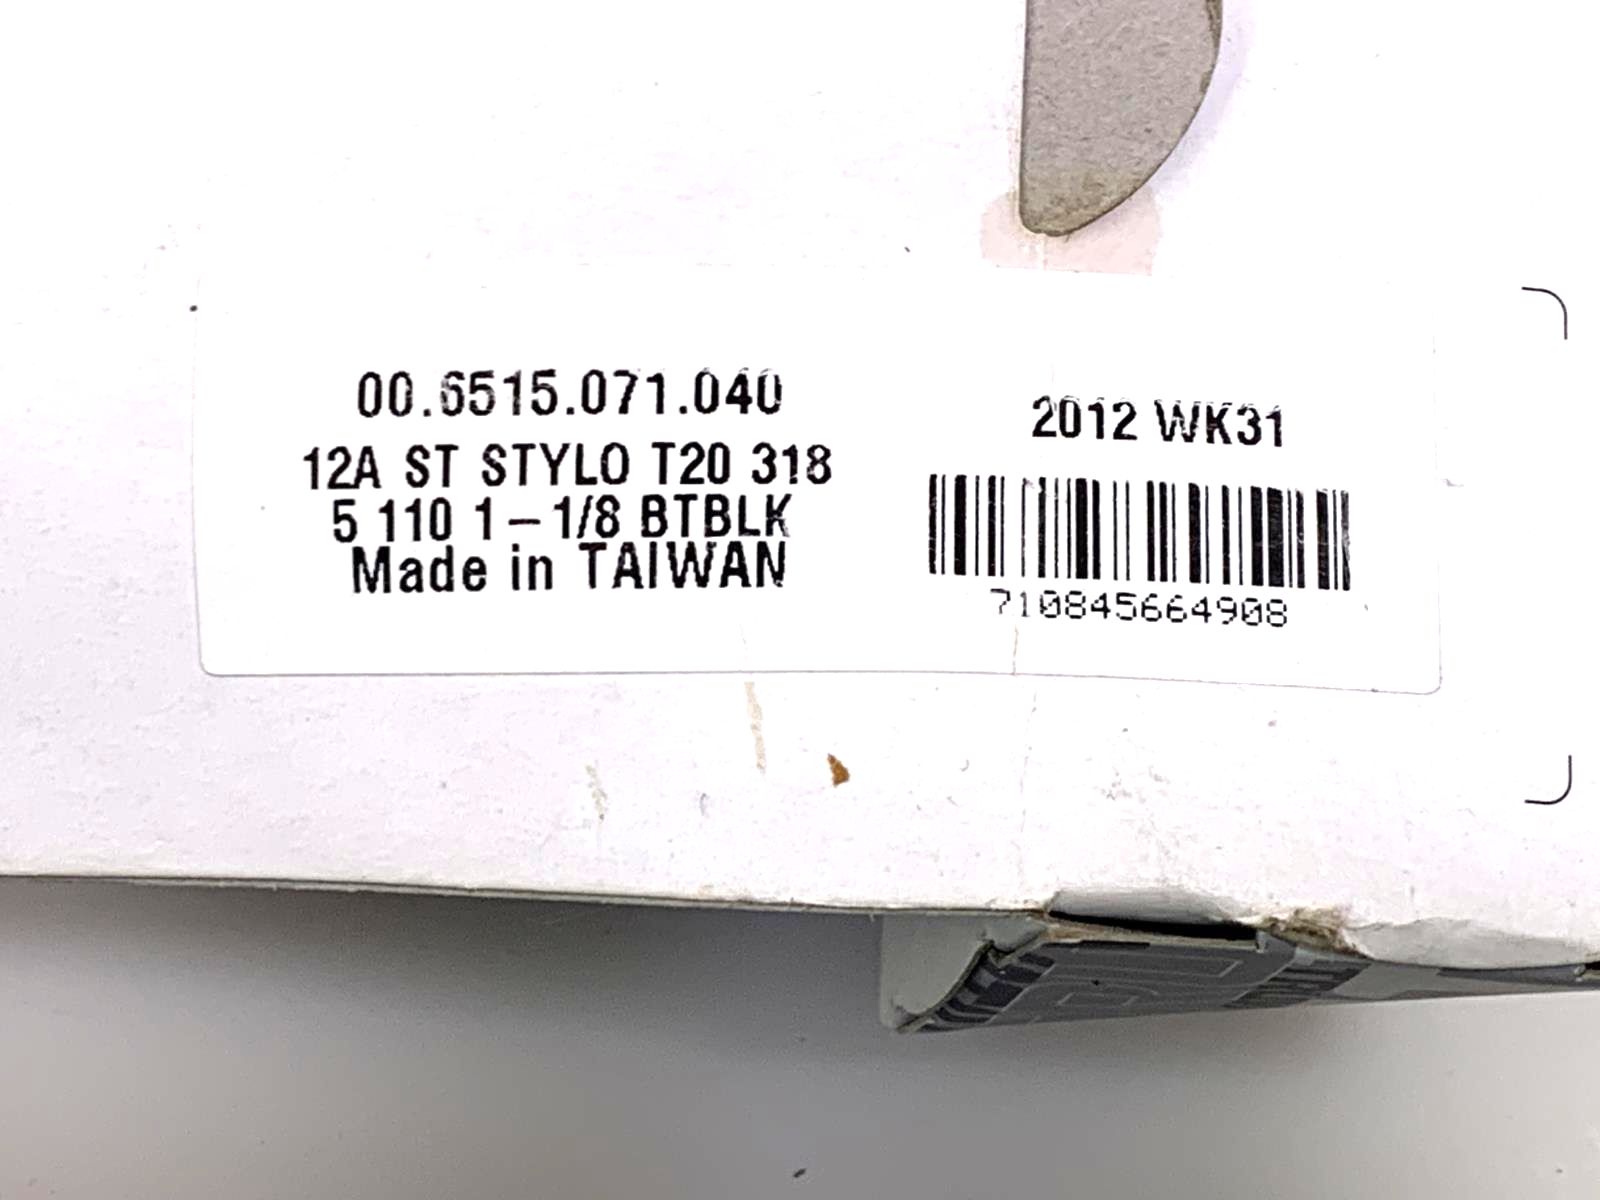 00.6515.071.040
12A ST STYLO T20 318
5 110 1-1/8 BTBLK
Made in TAIWAN
2012 WK31
710845664908